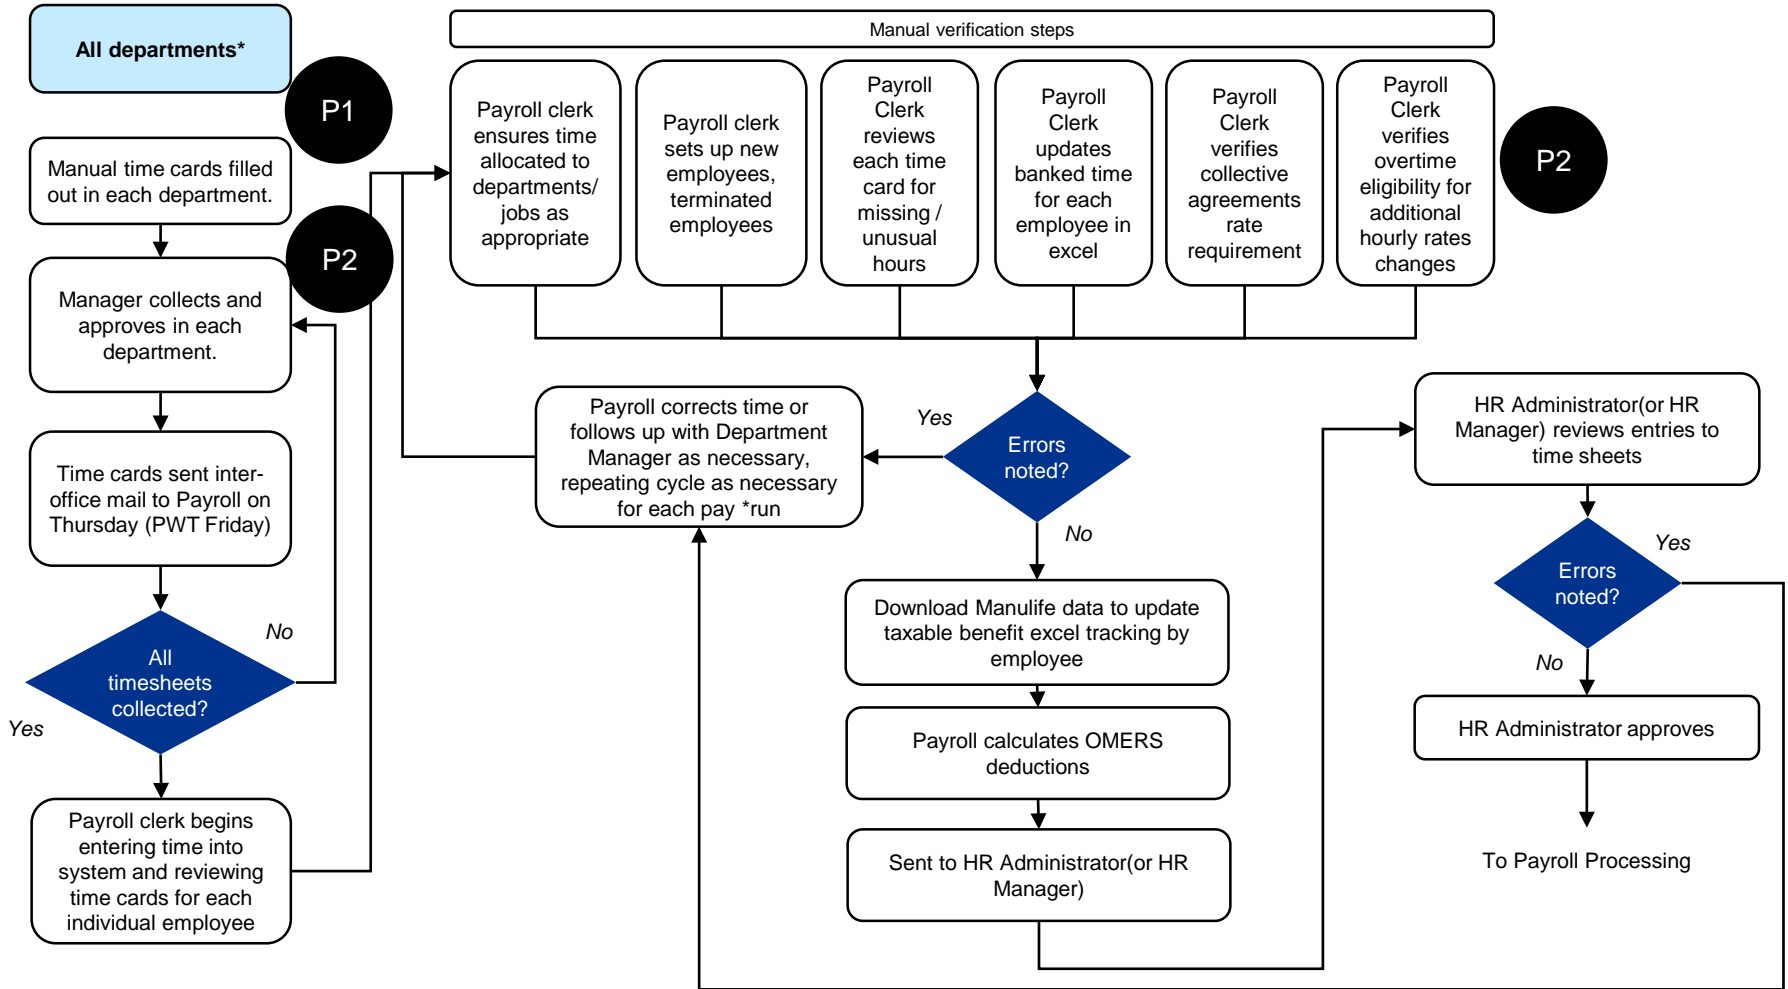 All departments*
P1
Manual time cards filled
out in each department.
P2
Manager collects and
approves in each
department.
Time cards sent inter-
office mail to Payroll on
Thursday (PWT Friday)
No
All
timesheets
collected?
Yes
Payroll clerk begins
entering time into
system and reviewing
time cards for each
individual employee
Manual verification steps
Payroll clerk
ensures time
allocated to
departments/
jobs as
appropriate
Payroll clerk
sets up new
employees,
terminated
employees
Payroll
Clerk
reviews
each time
card for
missing /
unusual
hours
Payroll
Clerk
updates
banked time
for each
employee in
excel
Payroll
Clerk
verifies
collective
agreements
rate
requirement
Payroll
Clerk
verifies
overtime
eligibility for
additional
hourly rates
changes
P2
Payroll corrects time or
follows up with Department
Manager as necessary,
repeating cycle as necessary
for each pay *run
Yes
Errors
noted?
No
Download Manulife data to update
taxable benefit excel tracking by
employee
Payroll calculates OMERS
deductions
Sent to HR Administrator(or HR
Manager)
HR Administrator(or HR
Manager) reviews entries to
time sheets
Yes
Errors
noted?
No
HR Administrator approves
To Payroll Processing